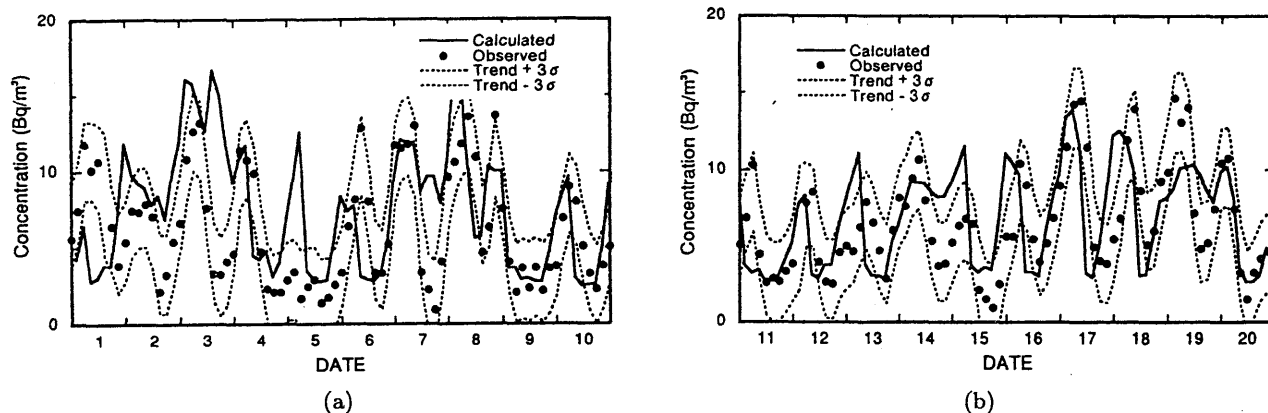 20
10
0
Concentration (Bq/m³)
Calculated
Observed
Trend + 3σ
Trend - 3σ
1 2 3 4 5 6 7 8 9 10
DATE
(a)
20
10
0
Concentration (Bq/m³)
Calculated
Observed
Trend + 3σ
Trend - 3σ
11 12 13 14 15 16 17 18 19 20
DATE
(b)